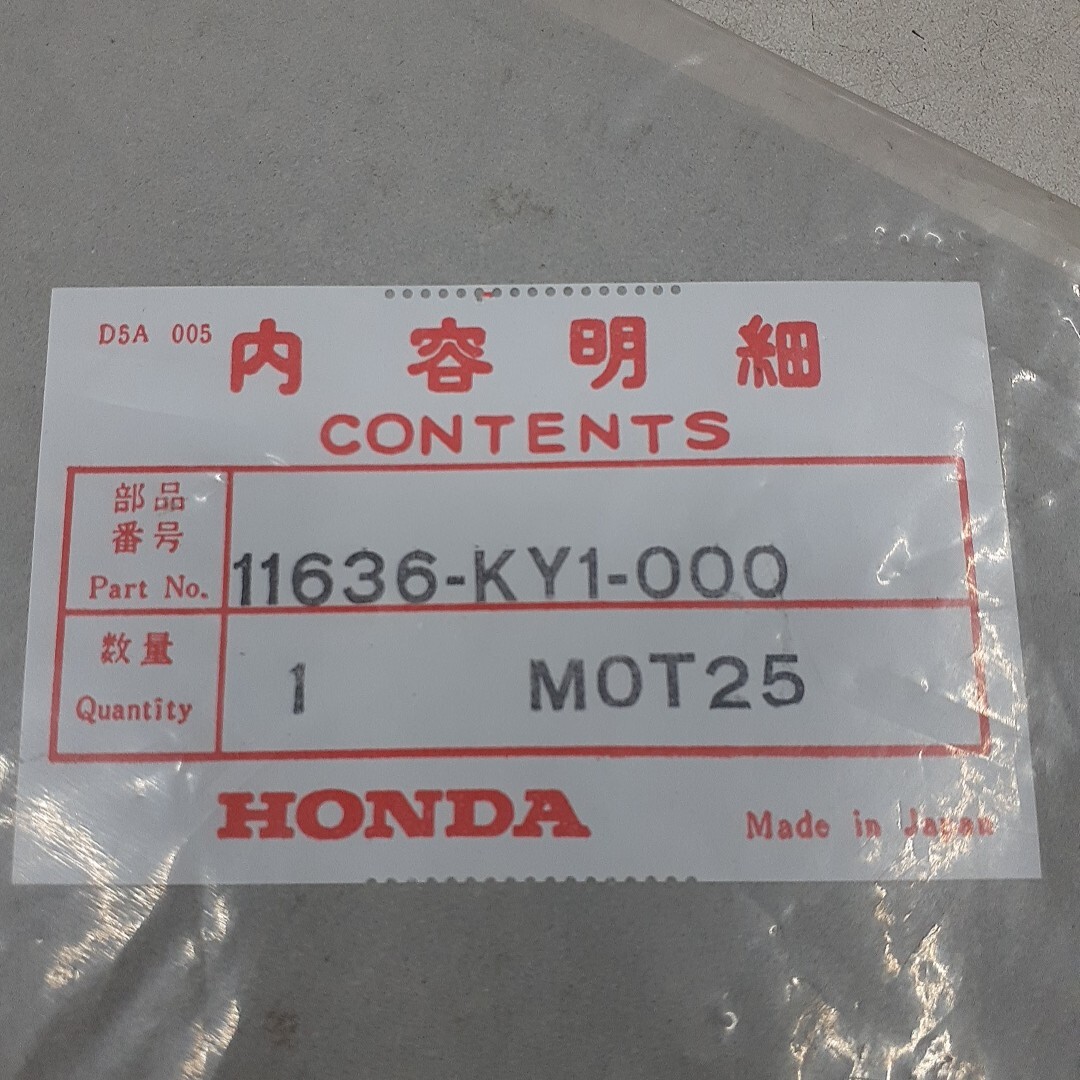 D5A 005
内容明細
CONTENTS
部品
番号
Part No.
11636-KY1-000
数量
Quantity
1 MOT25
HONDA
Made in Japan